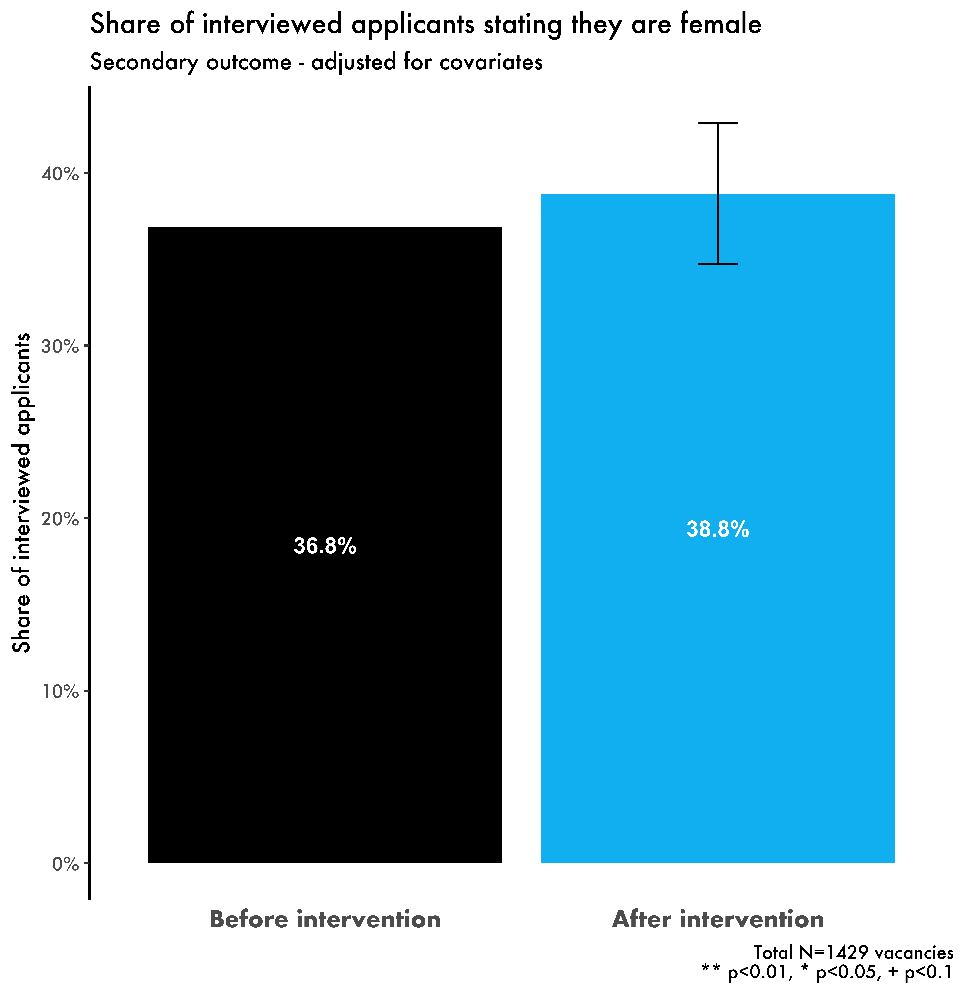 Share of interviewed applicants stating they are female
Secondary outcome - adjusted for covariates
Share of interviewed applicants
40%
30%
20%
10%
0%
36.8%
38.8%
Before intervention
After intervention
Total N=1429 vacancies
** p<0.01, * p<0.05, + p<0.1